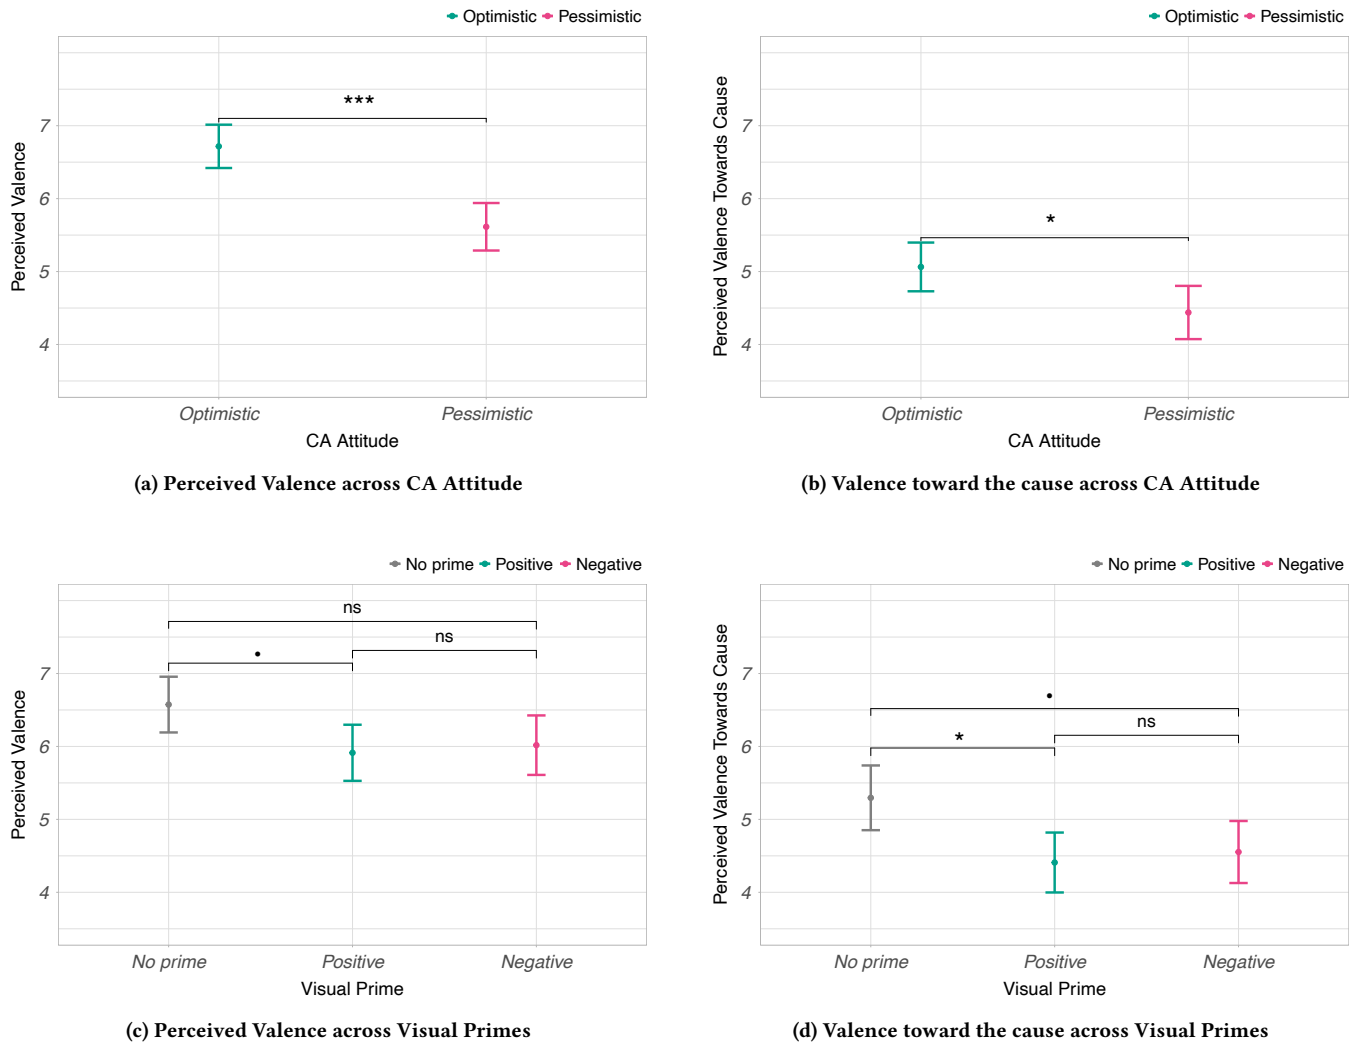 Optimistic Pessimistic
***
Perceived Valence
7
6
5
4
Optimistic Pessimistic
CA Attitude
(a) Perceived Valence across CA Attitude
Optimistic Pessimistic
*
Perceived Valence Towards Cause
7
6
5
4
Optimistic Pessimistic
CA Attitude
(b) Valence toward the cause across CA Attitude
No prime Positive Negative
ns
ns
•
Perceived Valence
7
6
5
4
No prime Positive Negative
Visual Prime
(c) Perceived Valence across Visual Primes
No prime Positive Negative
•
ns
*
Perceived Valence Towards Cause
7
6
5
4
No prime Positive Negative
Visual Prime
(d) Valence toward the cause across Visual Primes